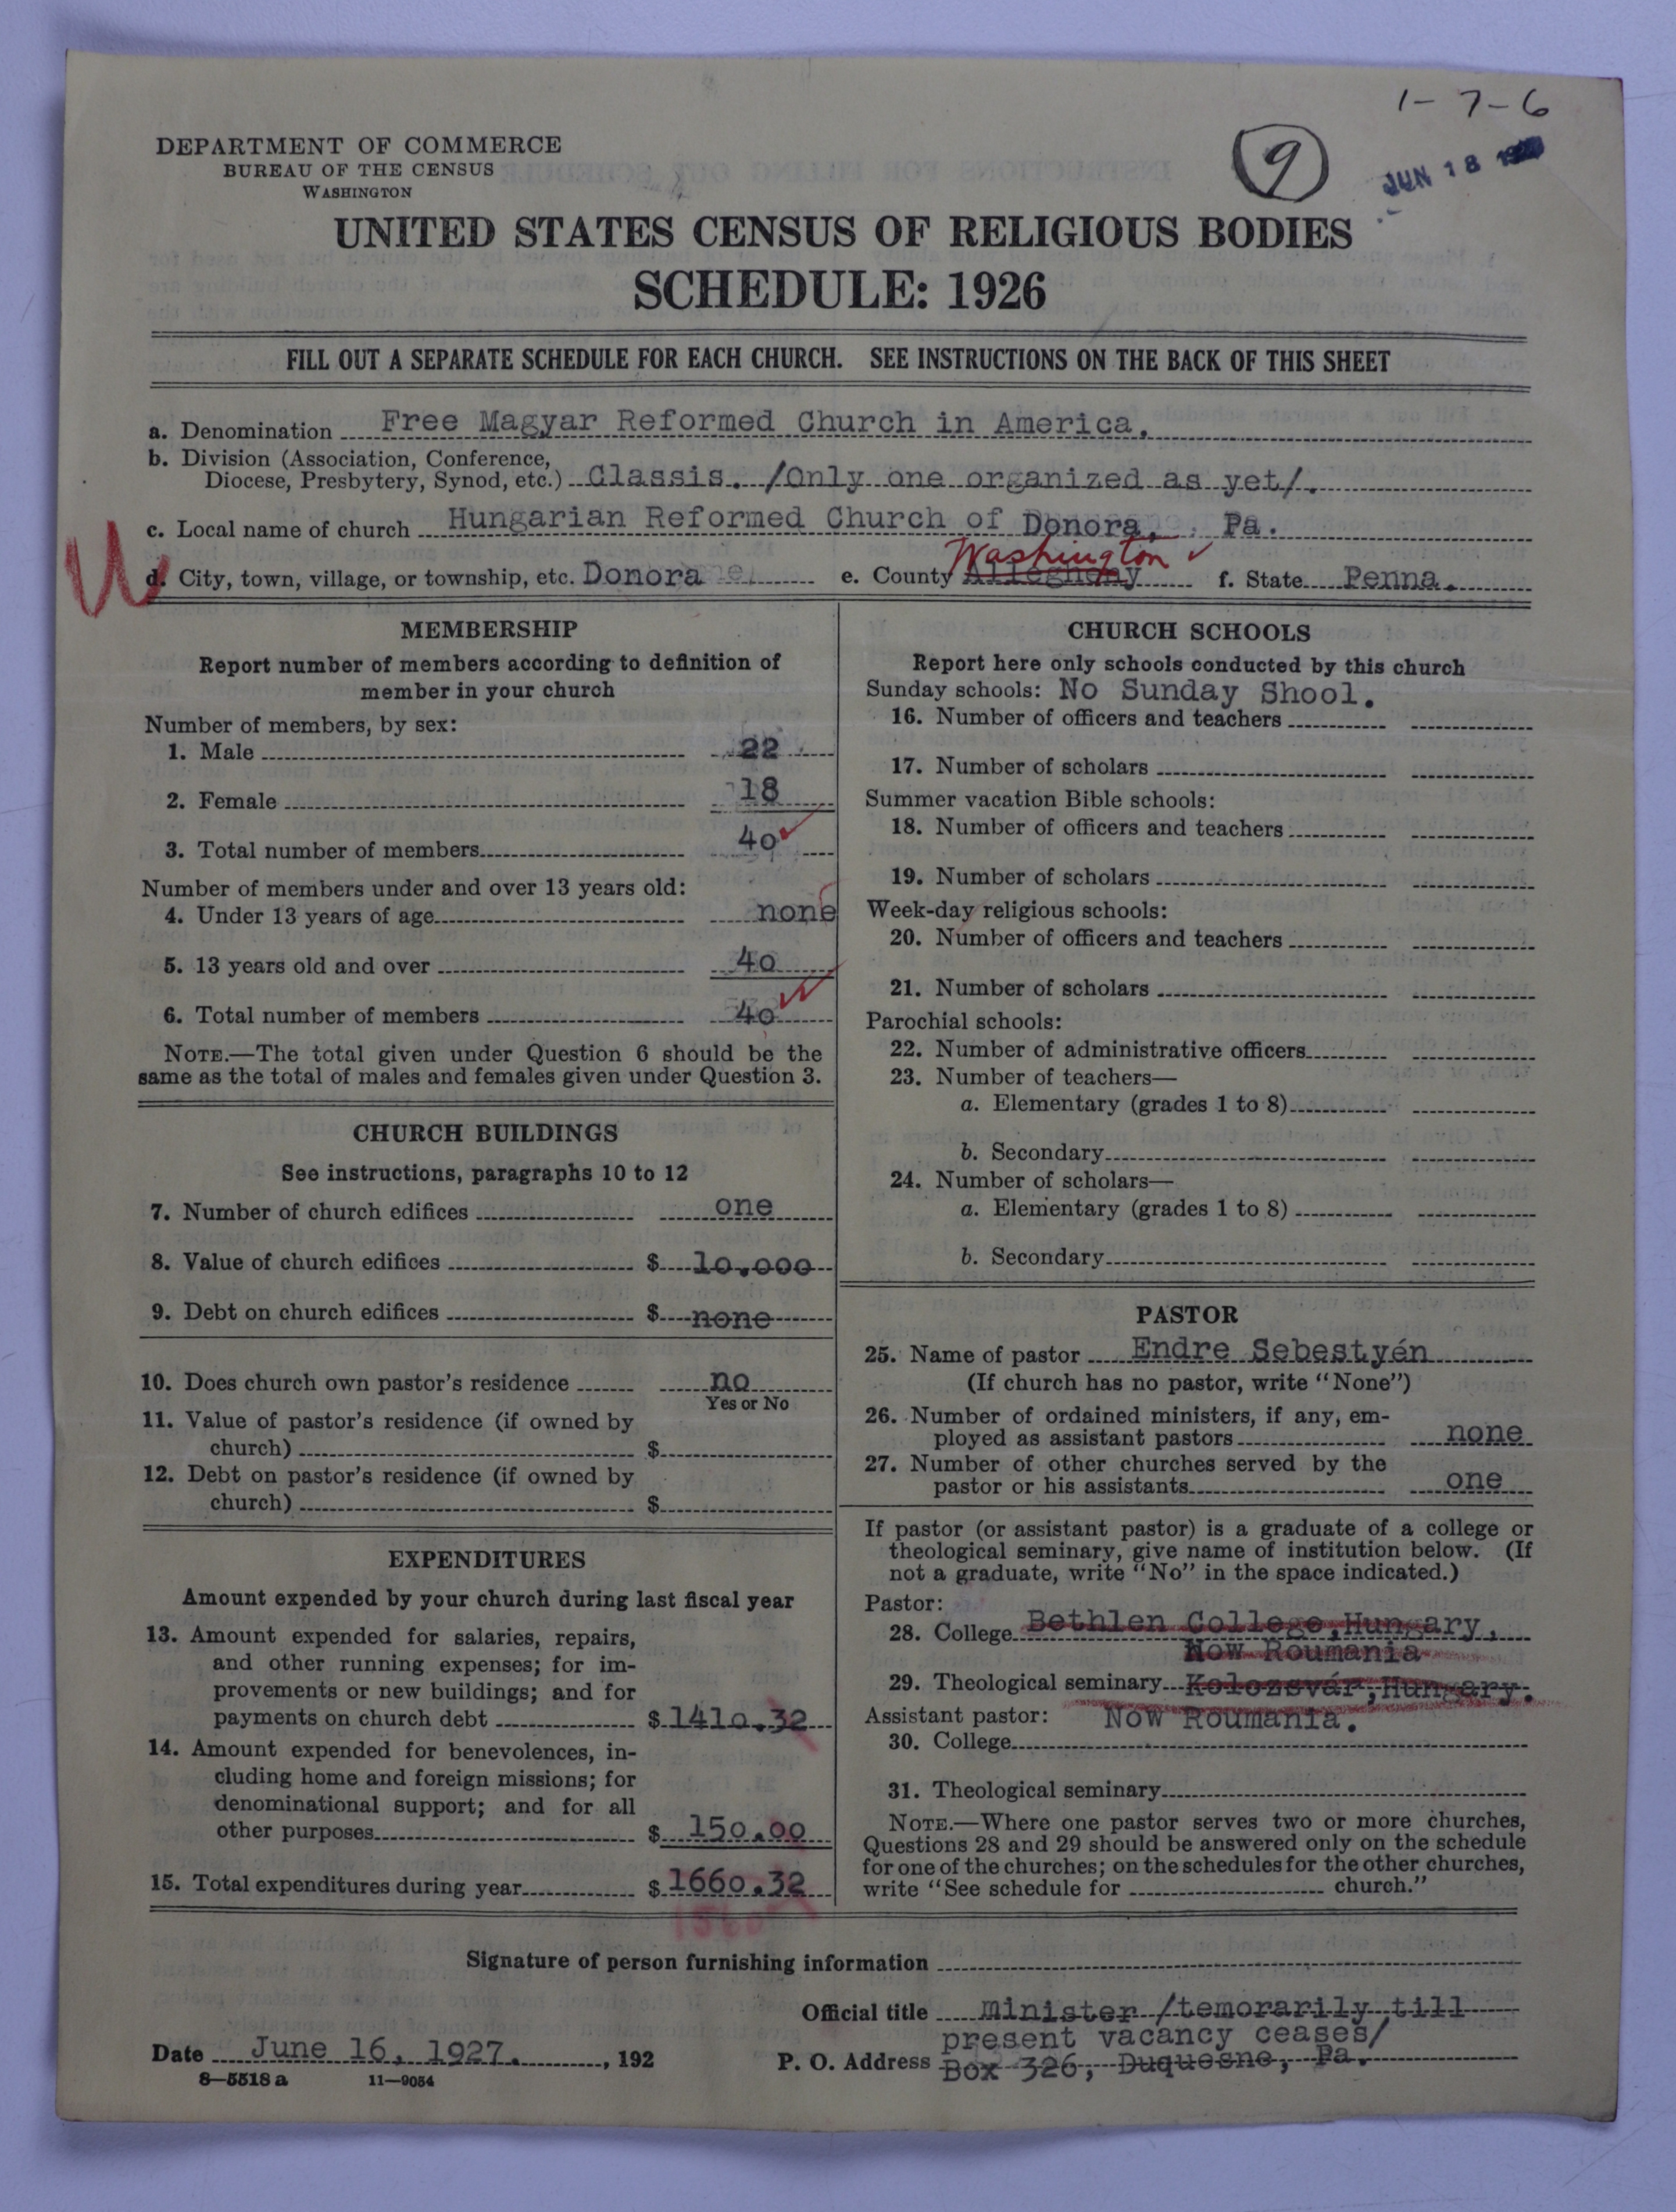 1-7-6
9
JUN 18
DEPARTMENT OF COMMERCE
BUREAU OF THE CENSUS
WASHINGTON
UNITED STATES CENSUS OF RELIGIOUS BODIES
SCHEDULE: 1926
FILL OUT A SEPARATE SCHEDULE FOR EACH CHURCH. SEE INSTRUCTIONS ON THE BACK OF THIS SHEET
a. Denomination Free Magyar Reformed Church in America.
b. Division (Association, Conference,
Diocese, Presbytery, Synod, etc.) Classis. /Only one organized as yet/.
c. Local name of church Hungarian Reformed Church of Donora, Pa.
Washington
d. City, town, village, or township, etc. Donora e. County Allegheny f. State Penna.
MEMBERSHIP
Report number of members according to definition of
member in your church
Number of members, by sex:
1. Male 22
2. Female 18
3. Total number of members 40
Number of members under and over 13 years old:
4. Under 13 years of age none
5. 13 years old and over 40
6. Total number of members 40
NOTE.—The total given under Question 6 should be the
same as the total of males and females given under Question 3.
CHURCH BUILDINGS
See instructions, paragraphs 10 to 12
7. Number of church edifices one
8. Value of church edifices $ 10.000
9. Debt on church edifices $ none
10. Does church own pastor's residence no
Yes or No
11. Value of pastor's residence (if owned by
church) $
12. Debt on pastor's residence (if owned by
church) $
EXPENDITURES
Amount expended by your church during last fiscal year
13. Amount expended for salaries, repairs,
and other running expenses; for im-
provements or new buildings; and for
payments on church debt $ 1410.32
14. Amount expended for benevolences, in-
cluding home and foreign missions; for
denominational support; and for all
other purposes $ 150.00
15. Total expenditures during year $ 1660.32
1560
CHURCH SCHOOLS
Report here only schools conducted by this church
Sunday schools: No Sunday Shool.
16. Number of officers and teachers
17. Number of scholars
Summer vacation Bible schools:
18. Number of officers and teachers
19. Number of scholars
Week-day religious schools:
20. Number of officers and teachers
21. Number of scholars
Parochial schools:
22. Number of administrative officers
23. Number of teachers—
a. Elementary (grades 1 to 8)
b. Secondary
24. Number of scholars—
a. Elementary (grades 1 to 8)
b. Secondary
PASTOR
25. Name of pastor Endre Sebestyén
(If church has no pastor, write "None")
26. Number of ordained ministers, if any, em-
ployed as assistant pastors none
27. Number of other churches served by the
pastor or his assistants one
If pastor (or assistant pastor) is a graduate of a college or
theological seminary, give name of institution below. (If
not a graduate, write "No" in the space indicated.)
Pastor:
28. College Bethlen College, Hungary,
Now Roumania
29. Theological seminary Kolozsvár, Hungary.
Assistant pastor: Now Roumania.
30. College
31. Theological seminary
NOTE.—Where one pastor serves two or more churches,
Questions 28 and 29 should be answered only on the schedule
for one of the churches; on the schedules for the other churches,
write "See schedule for church."
Signature of person furnishing information
Official title minister /temorarily till
present vacancy ceases/
Date June 16, 1927. , 192 P. O. Address Box 326, Duquesne, Pa.
8—5518 a 11—9054